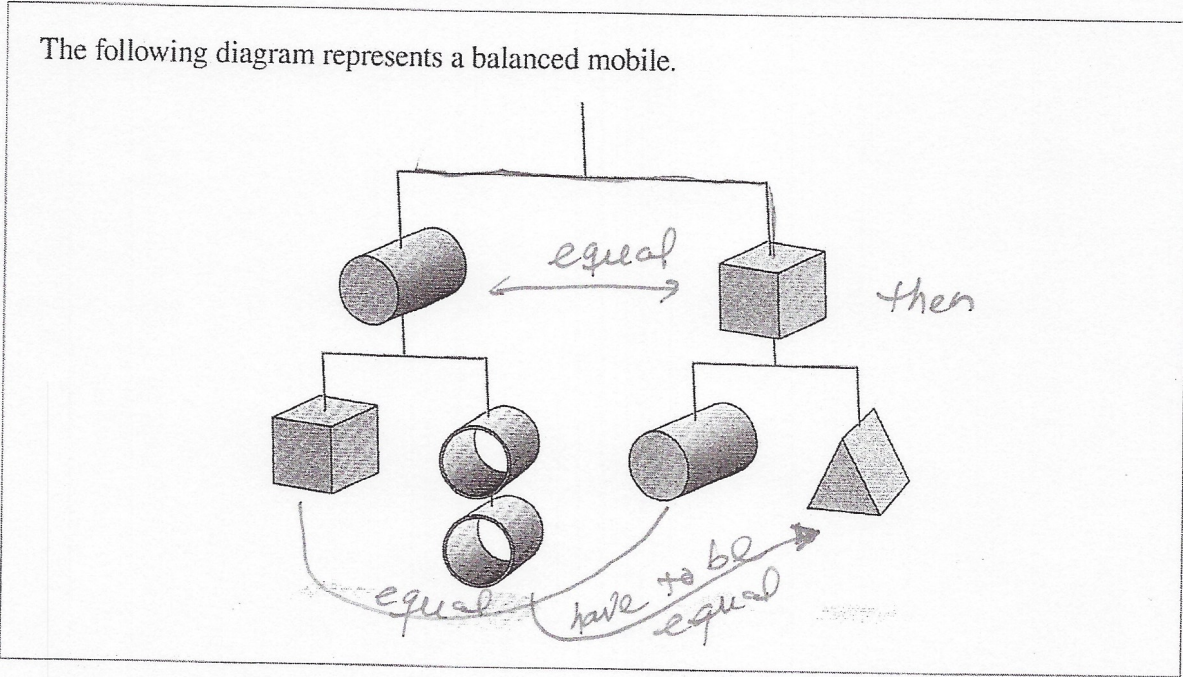 The following diagram represents a balanced mobile.
equal
then
equal
have to be
equal